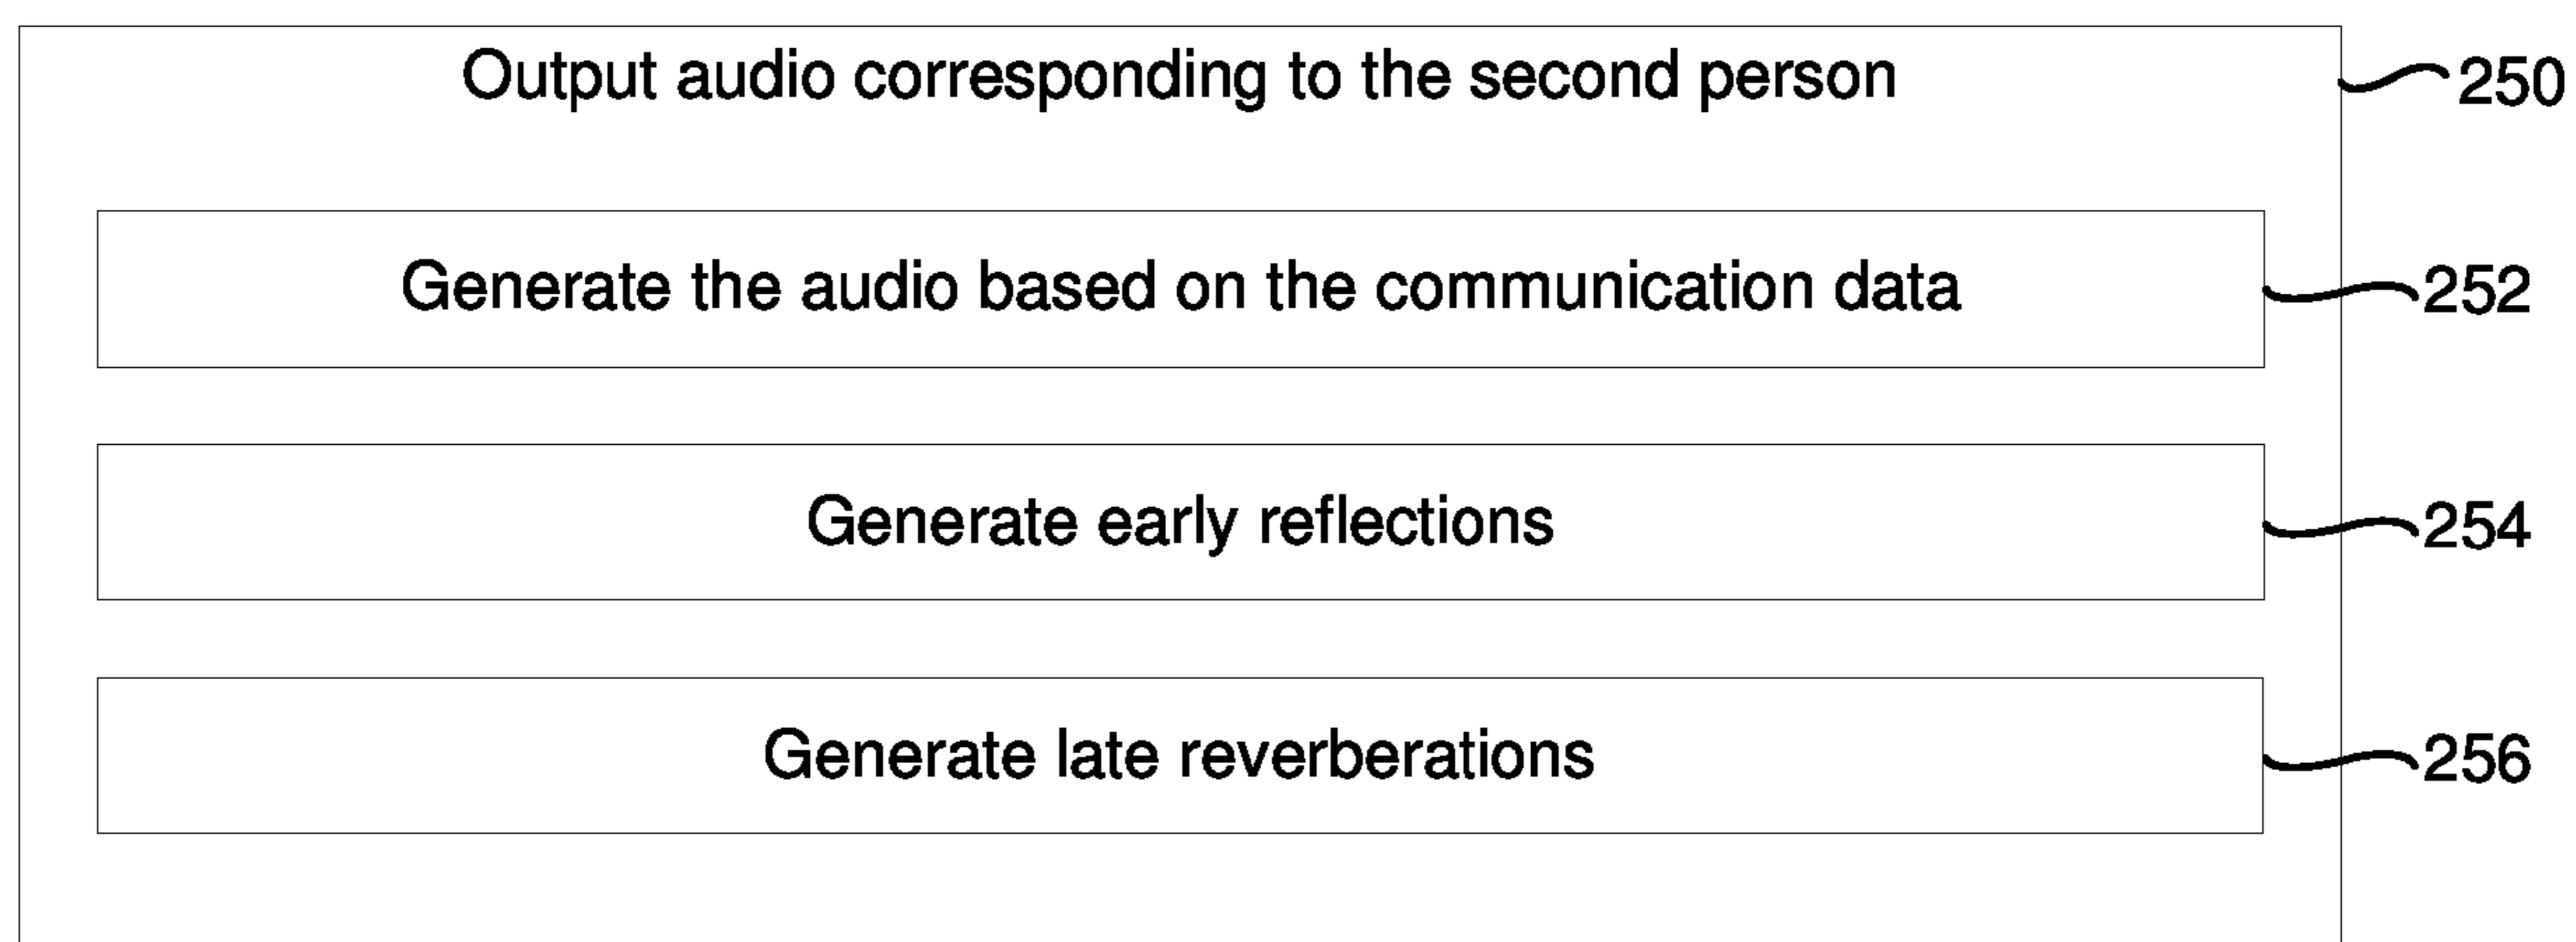 Output audio corresponding to the second person 250
Generate the audio based on the communication data 252
Generate early reflections 254
Generate late reverberations 256